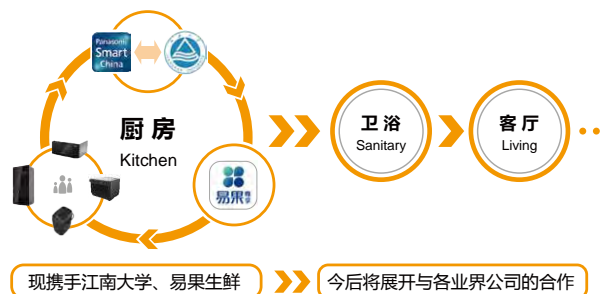 Panasonic
Smart
China
厨房
Kitchen
易果
卫浴
Sanitary
客厅
Living
现携手江南大学、易果生鲜
今后将展开与各业界公司的合作